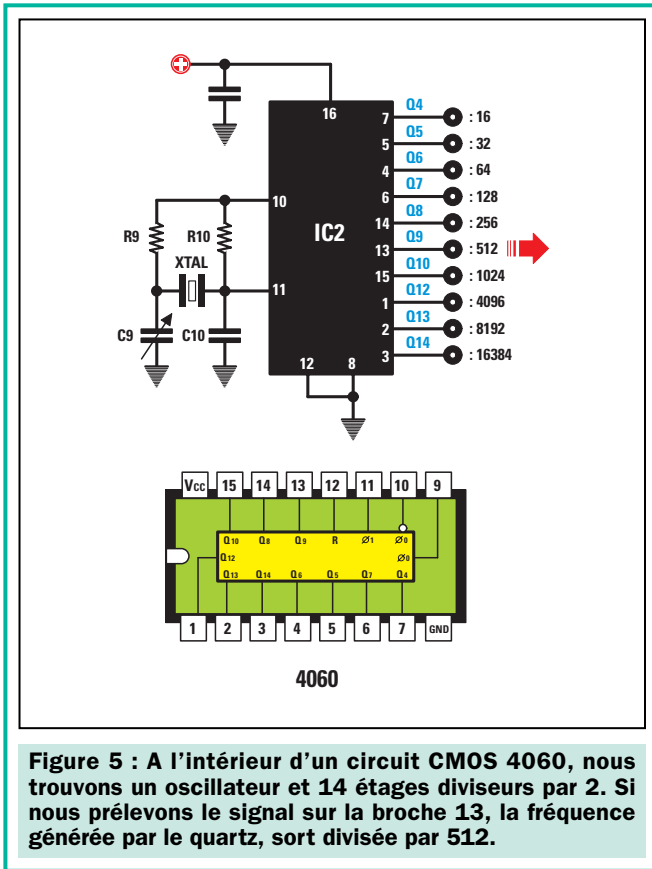 16
7 Q4 : 16
5 Q5 : 32
4 Q6 : 64
6 Q7 : 128
14 Q8 : 256
13 Q9 : 512
15 Q10 : 1024
1 Q12 : 4096
2 Q13 : 8192
3 Q14 : 16384
10
IC2
R9 R10
XTAL
11
C9 C10
12 8
Vcc 15 14 13 12 11 10 9
Q10 Q8 Q9 R Ø1 Ø0
Q12 Ø0
Q13 Q14 Q6 Q5 Q7 Q4
1 2 3 4 5 6 7 GND
4060
Figure 5 : A l'intérieur d'un circuit CMOS 4060, nous
trouvons un oscillateur et 14 étages diviseurs par 2. Si
nous prélevons le signal sur la broche 13, la fréquence
générée par le quartz, sort divisée par 512.